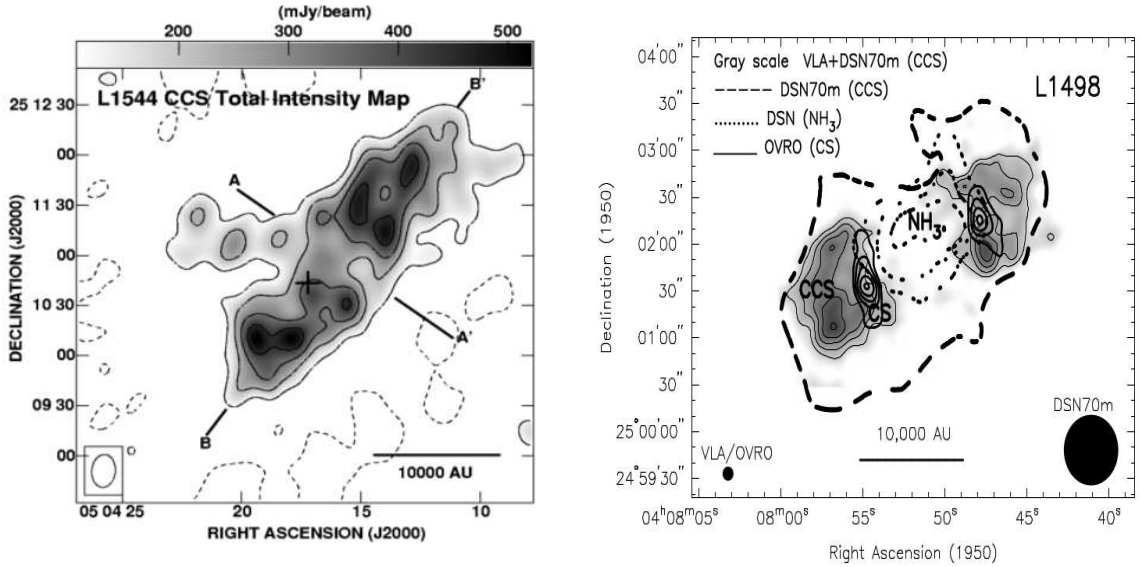 (mJy/beam)
200 300 400 500
L1544 CCS Total Intensity Map
B'
A
A'
B
10000 AU
25 12 30
00
11 30
00
10 30
00
09 30
00
DECLINATION (J2000)
05 04 25 20 15 10
RIGHT ASCENSION (J2000)
Gray scale VLA+DSN70m (CCS)
DSN70m (CCS)
DSN (NH3)
OVRO (CS)
L1498
NH3
CCS
CS
10,000 AU
VLA/OVRO
DSN70m
04'00"
30"
03'00"
30"
02'00"
30"
01'00"
30"
25°00'00"
24°59'30"
Declination (1950)
04h08m05s 08m00s 55s 50s 45s 40s
Right Ascension (1950)